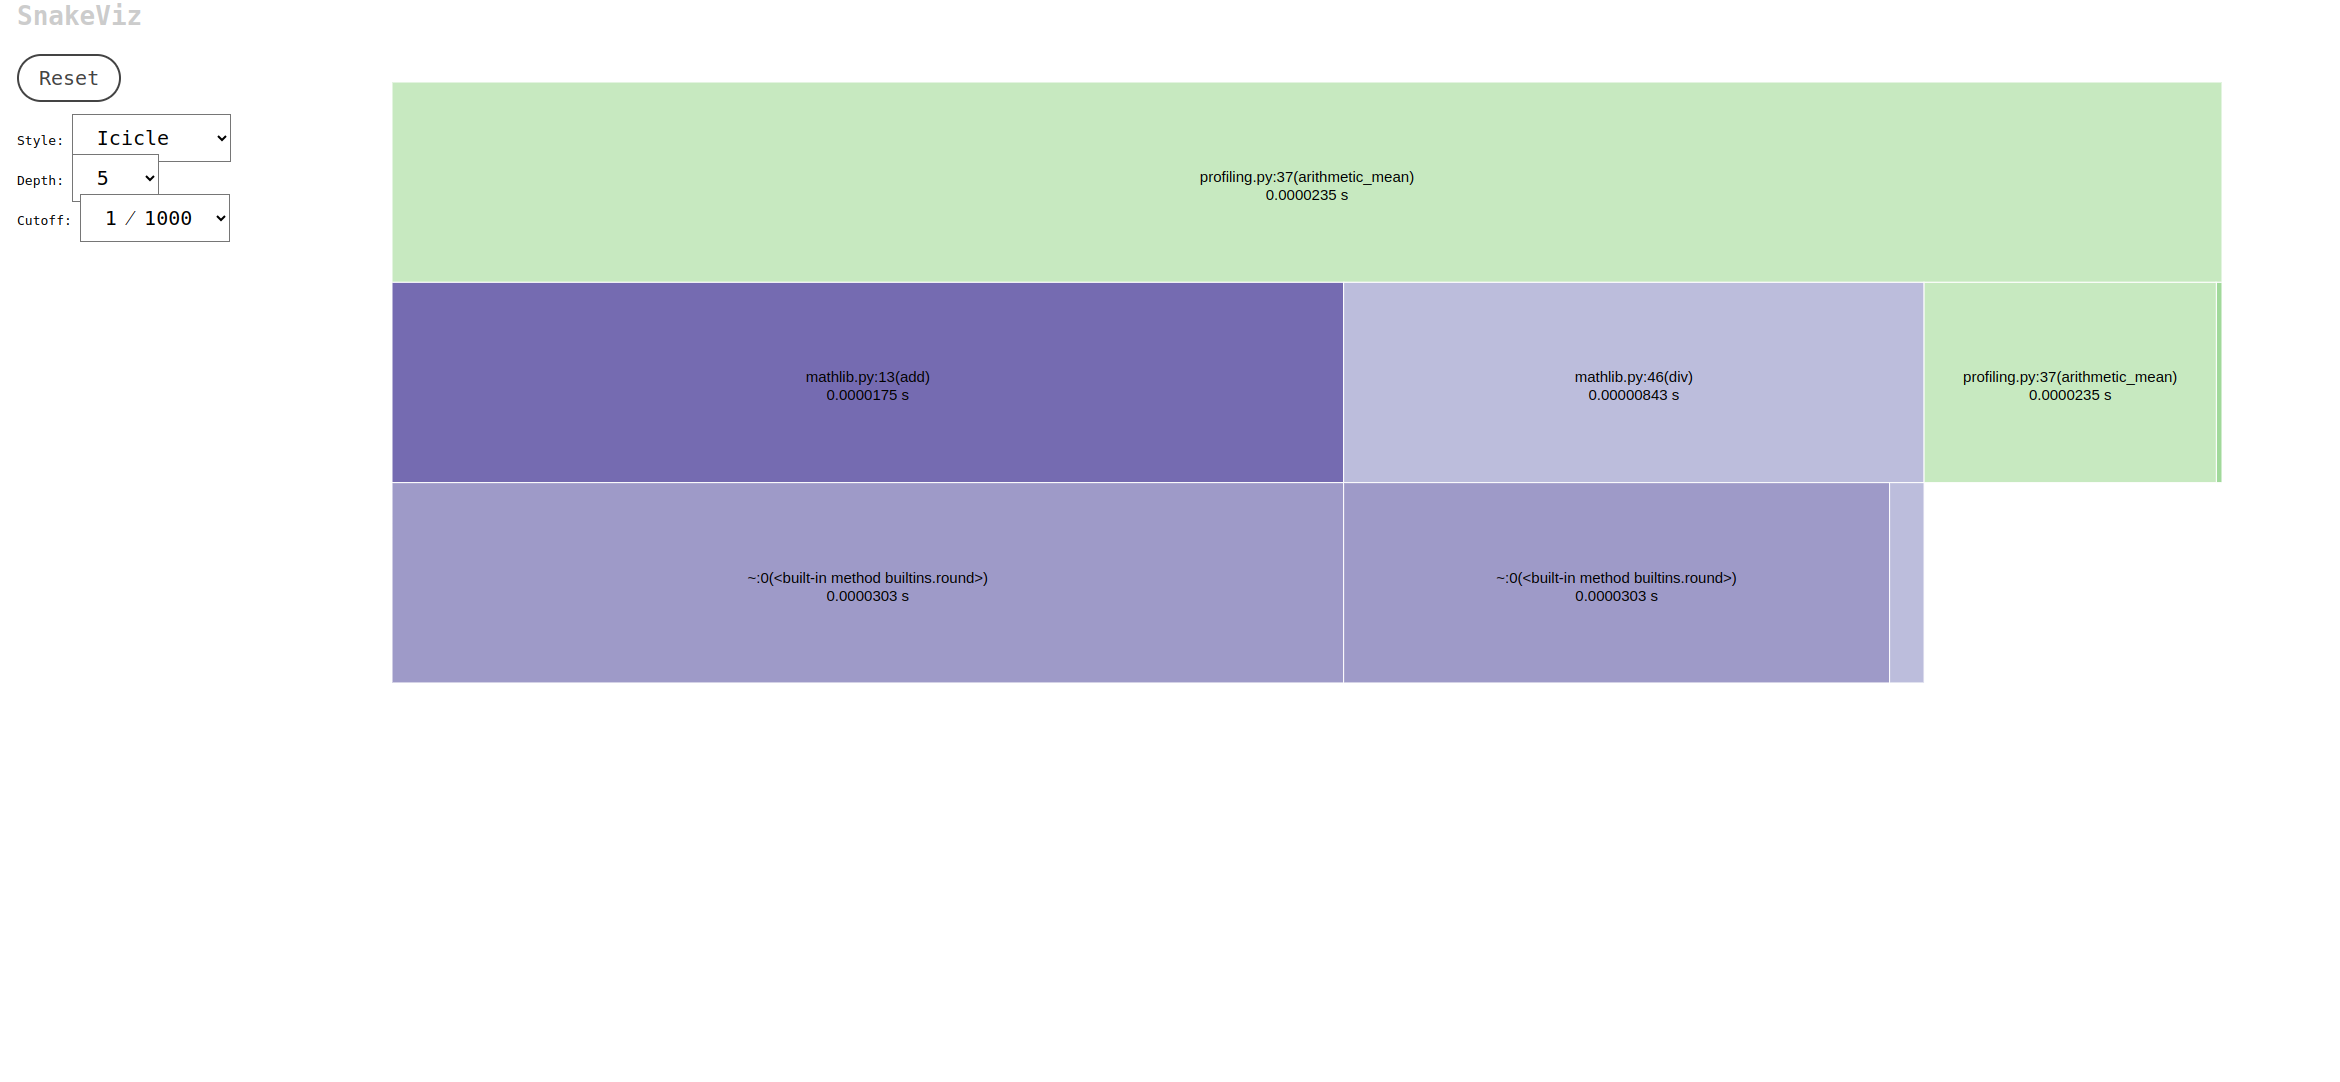 SnakeViz
Reset
Style: Icicle
Depth: 5
Cutoff: 1 / 1000
profiling.py:37(arithmetic_mean)
0.0000235 s
mathlib.py:13(add)
0.0000175 s
mathlib.py:46(div)
0.00000843 s
profiling.py:37(arithmetic_mean)
0.0000235 s
~:0(<built-in method builtins.round>)
0.0000303 s
~:0(<built-in method builtins.round>)
0.0000303 s